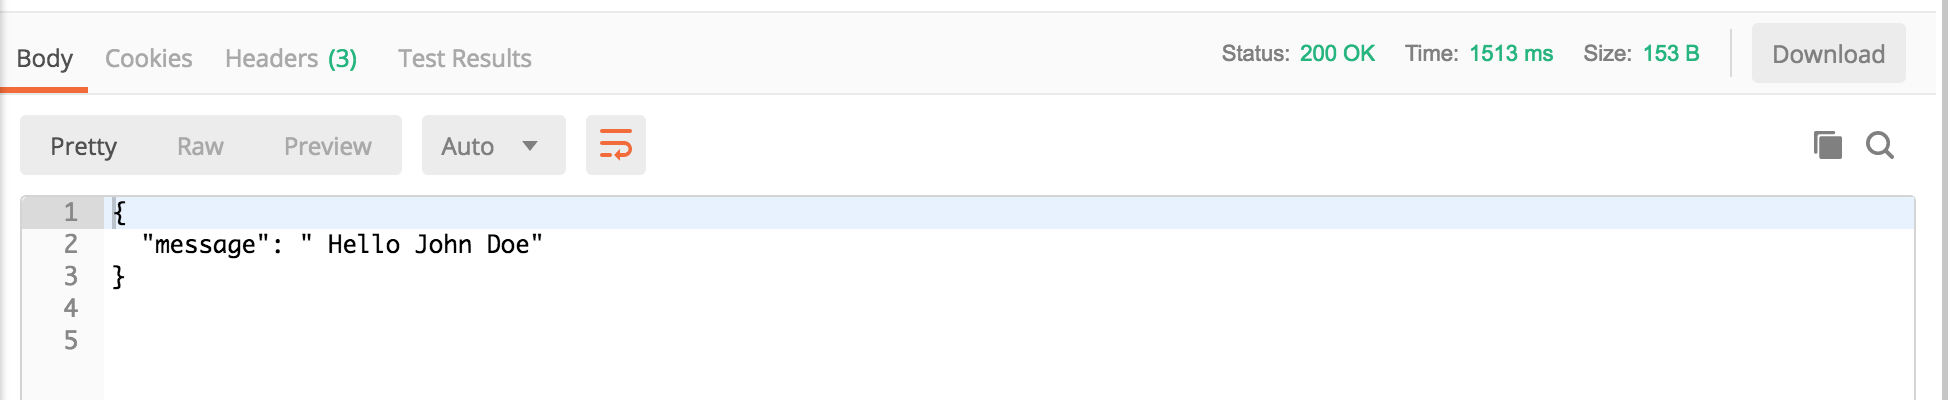 Body Cookies Headers (3) Test Results Status: 200 OK Time: 1513 ms Size: 153 B Download
Pretty Raw Preview Auto
1 {
2 "message": " Hello John Doe"
3 }
4
5